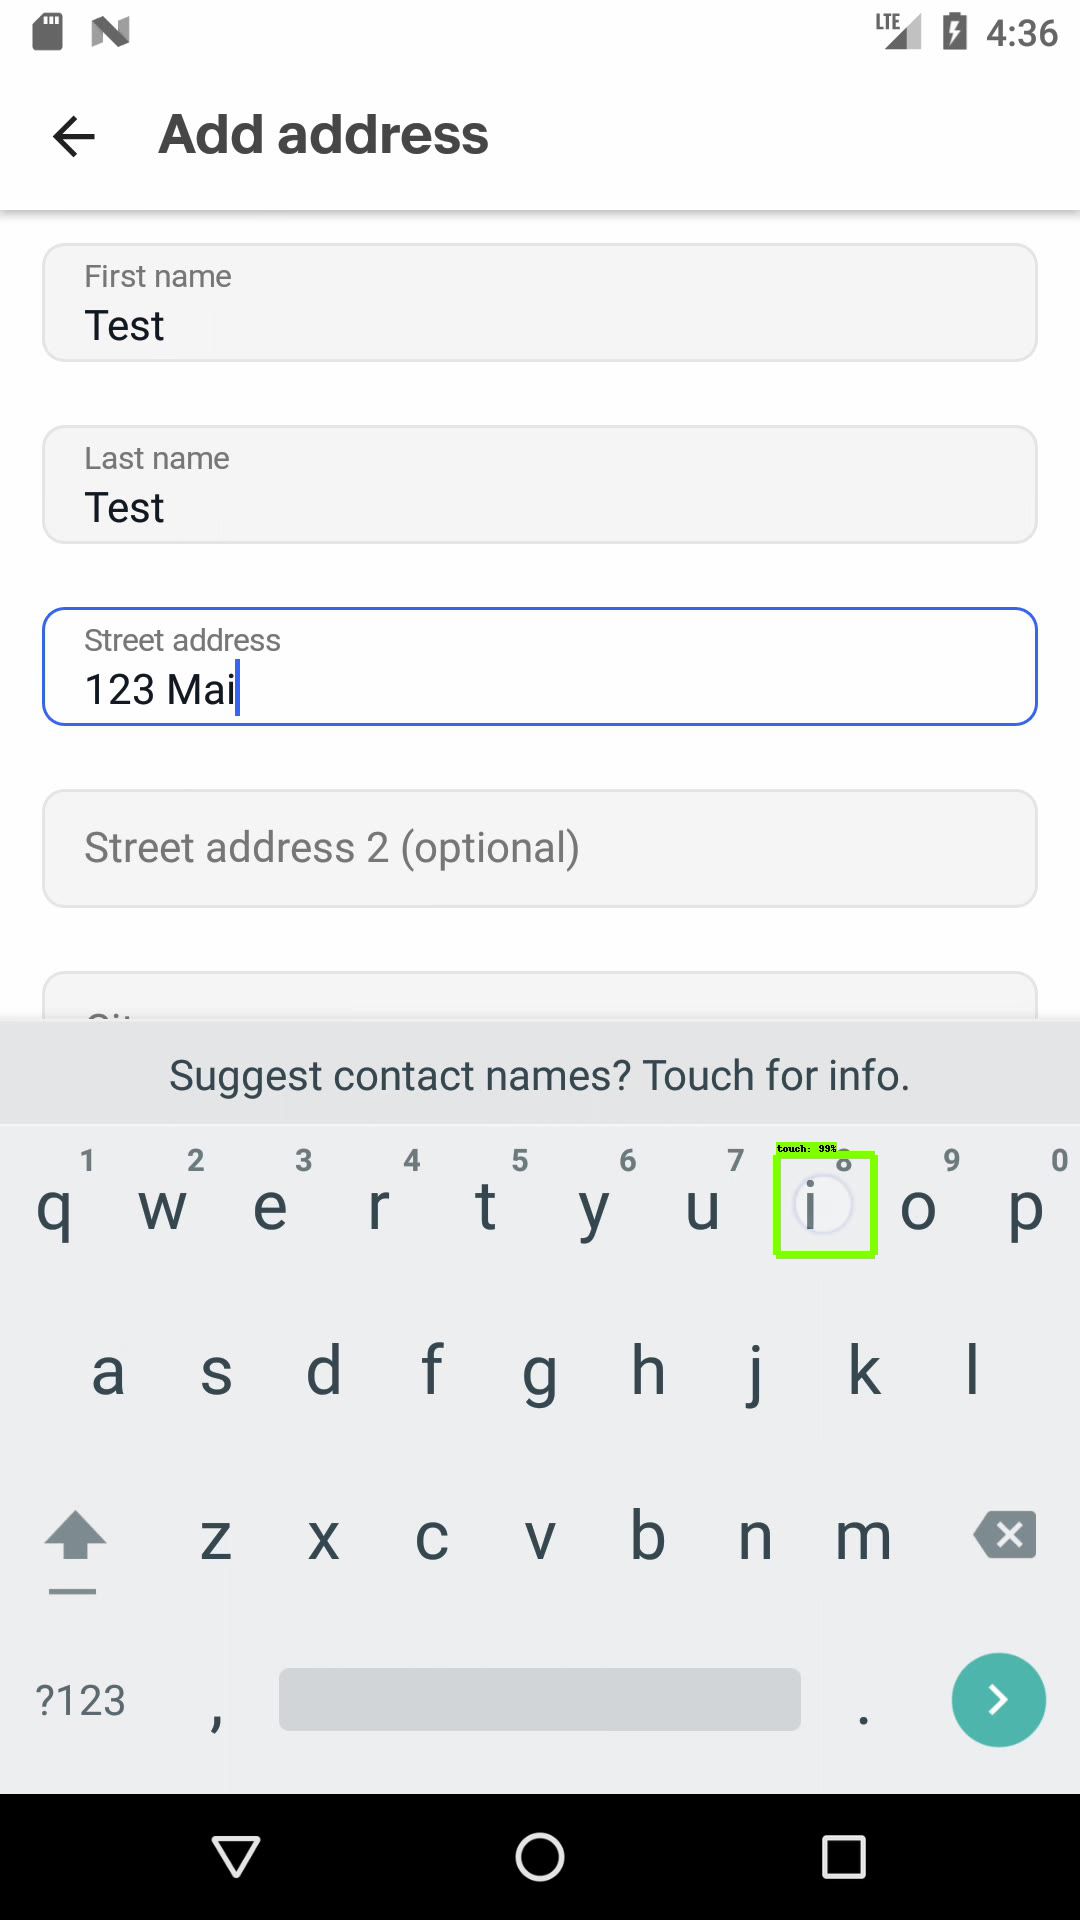 LTE 4:36
Add address
First name
Test
Last name
Test
Street address
123 Mai
Street address 2 (optional)
Suggest contact names? Touch for info.
touch: 99%
1 2 3 4 5 6 7 8 9 0
q w e r t y u i o p
a s d f g h j k l
z x c v b n m
?123 , .